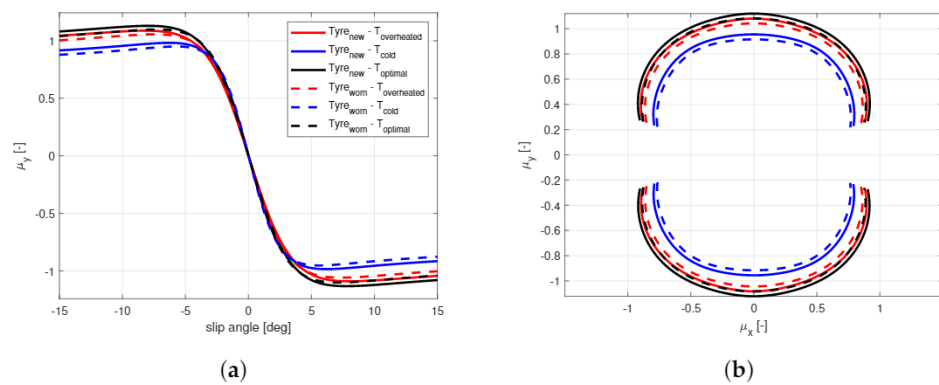 1
0.5
0
-0.5
-1
μy [-]
-15 -10 -5 0 5 10 15
slip angle [deg]
Tyrenew - Toverheated
Tyrenew - Tcold
Tyrenew - Toptimal
Tyreworn - Toverheated
Tyreworn - Tcold
Tyreworn - Toptimal
(a)
1
0.8
0.6
0.4
0.2
0
-0.2
-0.4
-0.6
-0.8
-1
μy [-]
-1 -0.5 0 0.5 1
μx [-]
(b)